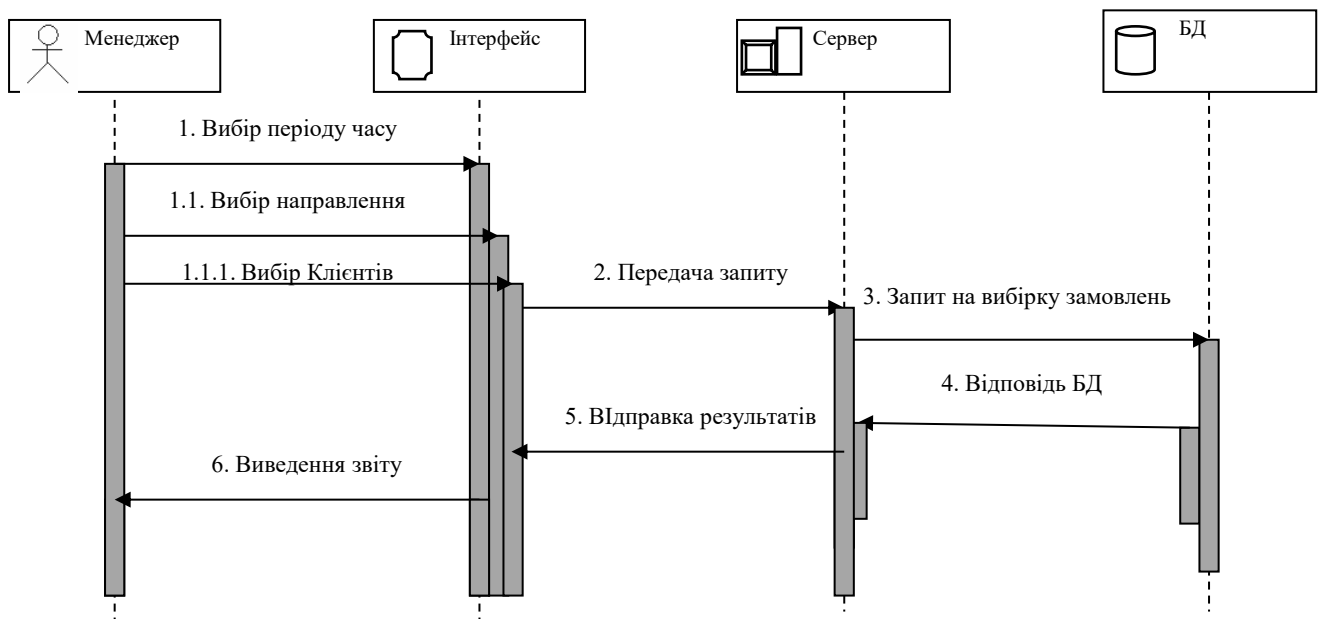 Менеджер
Інтерфейс
Сервер
БД
1. Вибір періоду часу
1.1. Вибір направлення
1.1.1. Вибір Клієнтів
2. Передача запиту
3. Запит на вибірку замовлень
4. Відповідь БД
5. ВІдправка результатів
6. Виведення звіту